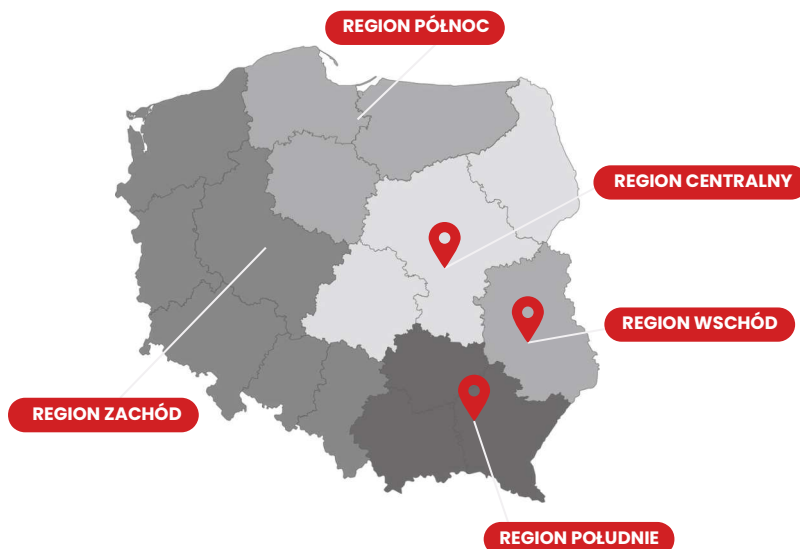 REGION PÓŁNOC
REGION CENTRALNY
REGION WSCHÓD
REGION ZACHÓD
REGION POŁUDNIE